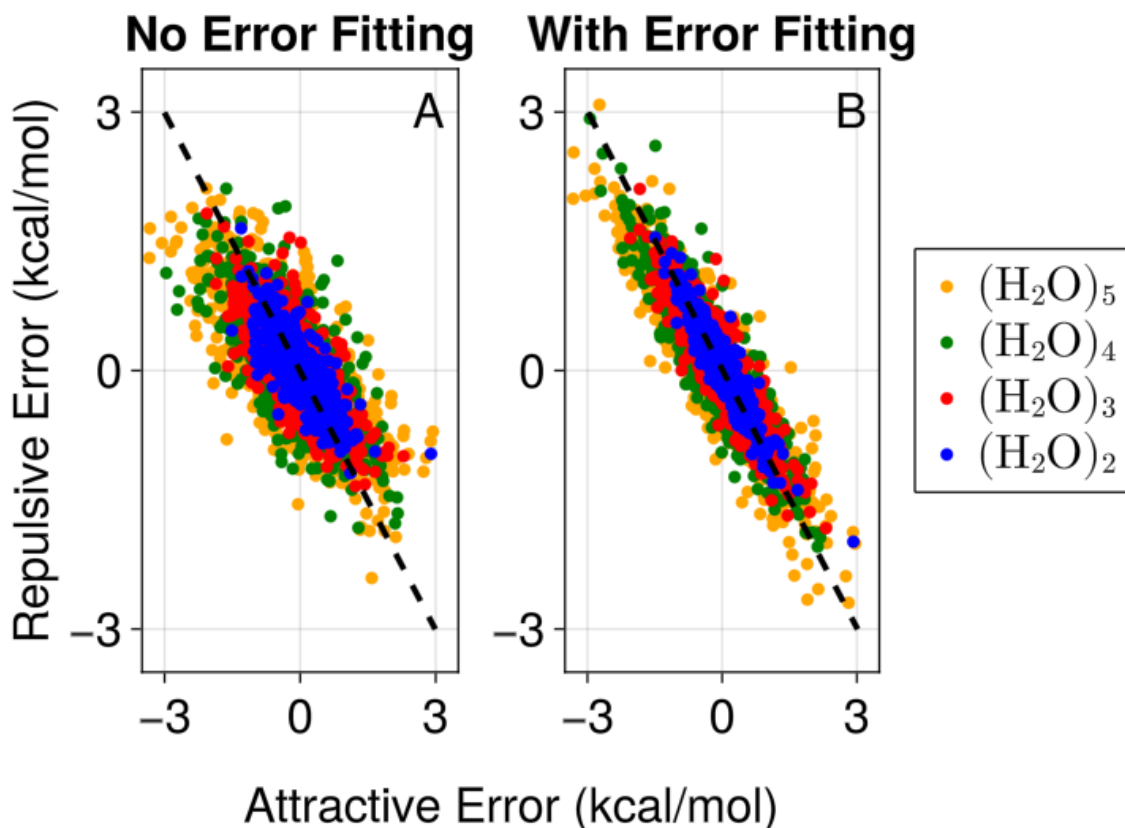 No Error Fitting
With Error Fitting
Repulsive Error (kcal/mol)
3
0
−3
A
−3
0
3
3
0
−3
B
−3
0
3
Attractive Error (kcal/mol)
(H₂O)₅
(H₂O)₄
(H₂O)₃
(H₂O)₂